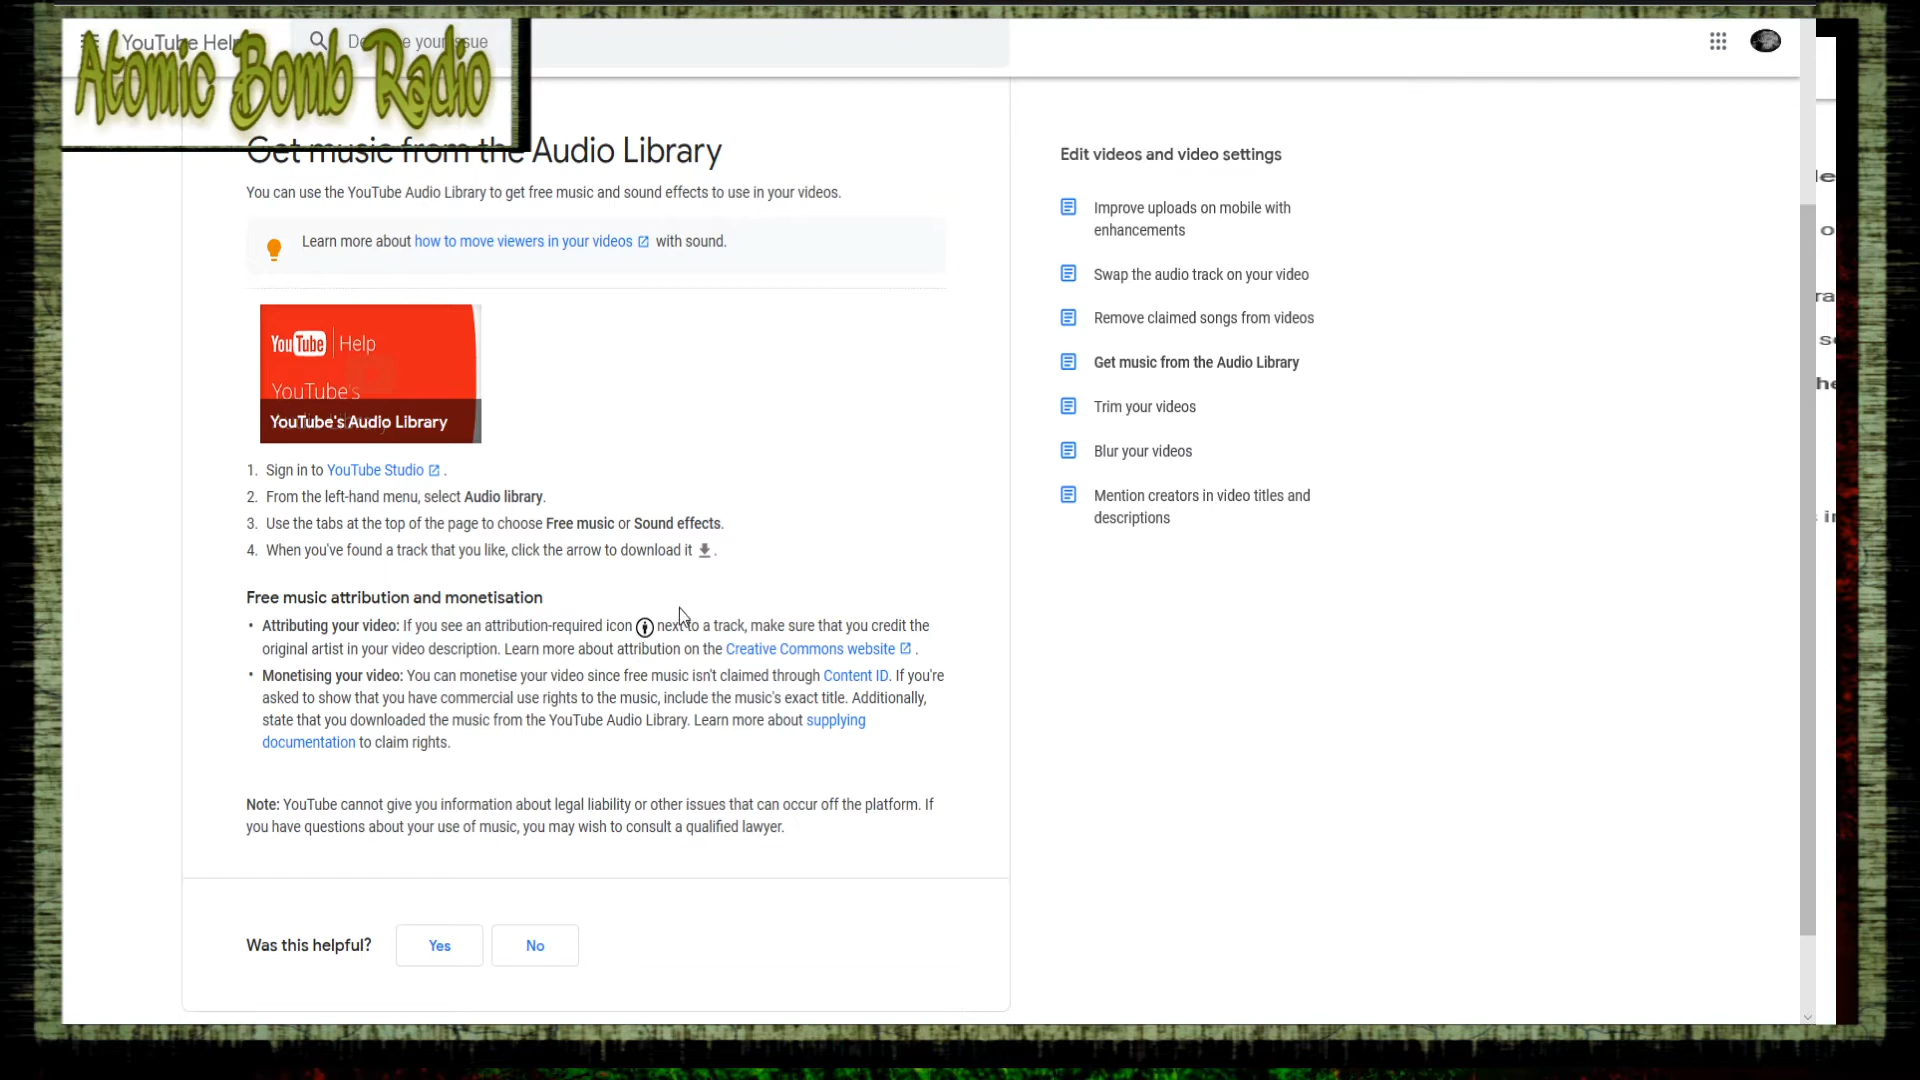 YouTube Help
De your issue
Atomic Bomb Radio
Get music from the Audio Library
You can use the YouTube Audio Library to get free music and sound effects to use in your videos.
Learn more about how to move viewers in your videos with sound.
YouTube Help
YouTube's
YouTube's Audio Library
1. Sign in to YouTube Studio .
2. From the left-hand menu, select Audio library.
3. Use the tabs at the top of the page to choose Free music or Sound effects.
4. When you've found a track that you like, click the arrow to download it .
Free music attribution and monetisation
• Attributing your video: If you see an attribution-required icon next to a track, make sure that you credit the
original artist in your video description. Learn more about attribution on the Creative Commons website .
• Monetising your video: You can monetise your video since free music isn't claimed through Content ID. If you're
asked to show that you have commercial use rights to the music, include the music's exact title. Additionally,
state that you downloaded the music from the YouTube Audio Library. Learn more about supplying
documentation to claim rights.
Note: YouTube cannot give you information about legal liability or other issues that can occur off the platform. If
you have questions about your use of music, you may wish to consult a qualified lawyer.
Was this helpful? Yes No
Edit videos and video settings
Improve uploads on mobile with
enhancements
Swap the audio track on your video
Remove claimed songs from videos
Get music from the Audio Library
Trim your videos
Blur your videos
Mention creators in video titles and
descriptions